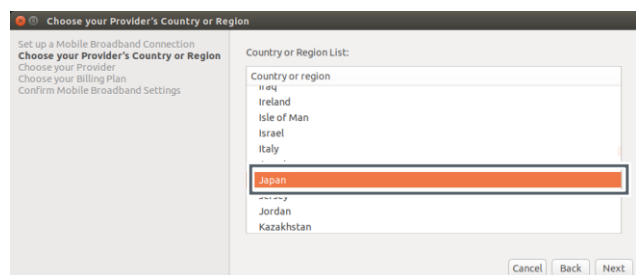 Choose your Provider's Country or Region
Set up a Mobile Broadband Connection
Choose your Provider's Country or Region
Choose your Provider
Choose your Billing Plan
Confirm Mobile Broadband Settings
Country or Region List:
Country or region
Iraq
Ireland
Isle of Man
Israel
Italy
Japan
Jersey
Jordan
Kazakhstan
Cancel
Back
Next